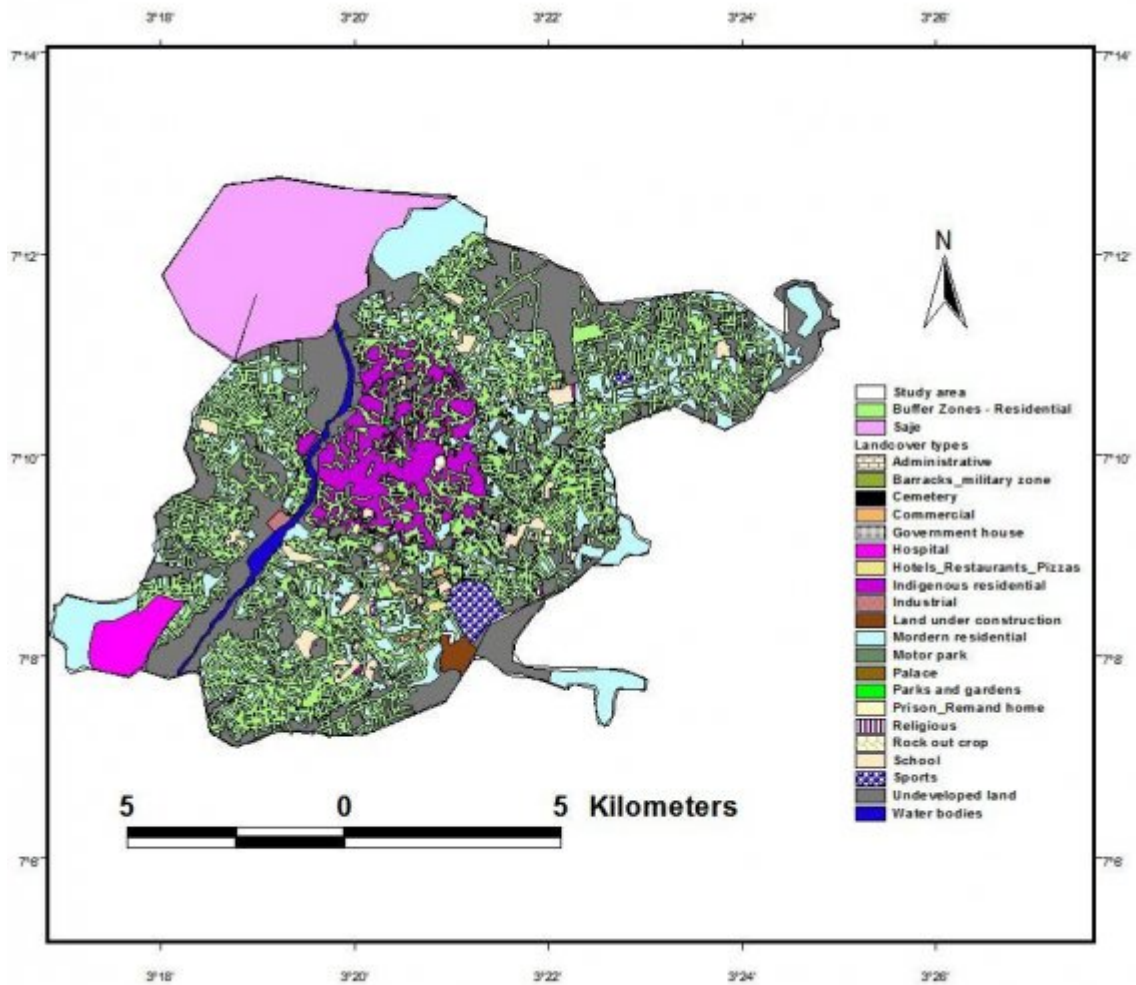 3°18' 3°20' 3°22' 3°24' 3°26'
7°14' 7°14'
N
7°12' 7°12'
Study area
Buffer Zones - Residential
Saje
Landcover types
7°10' 7°10'
Administrative
Barracks_military zone
Cemetery
Commercial
Government house
Hospital
Hotels_Restaurants_Pizzas
Indigenous residential
Industrial
Land under construction
Mordern residential
7°8' 7°8'
Motor park
Palace
Parks and gardens
Prison_Remand home
Religious
Rock out crop
School
Sports
Undeveloped land
Water bodies
5 0 5 Kilometers
7°6' 7°6'
3°18' 3°20' 3°22' 3°24' 3°26'